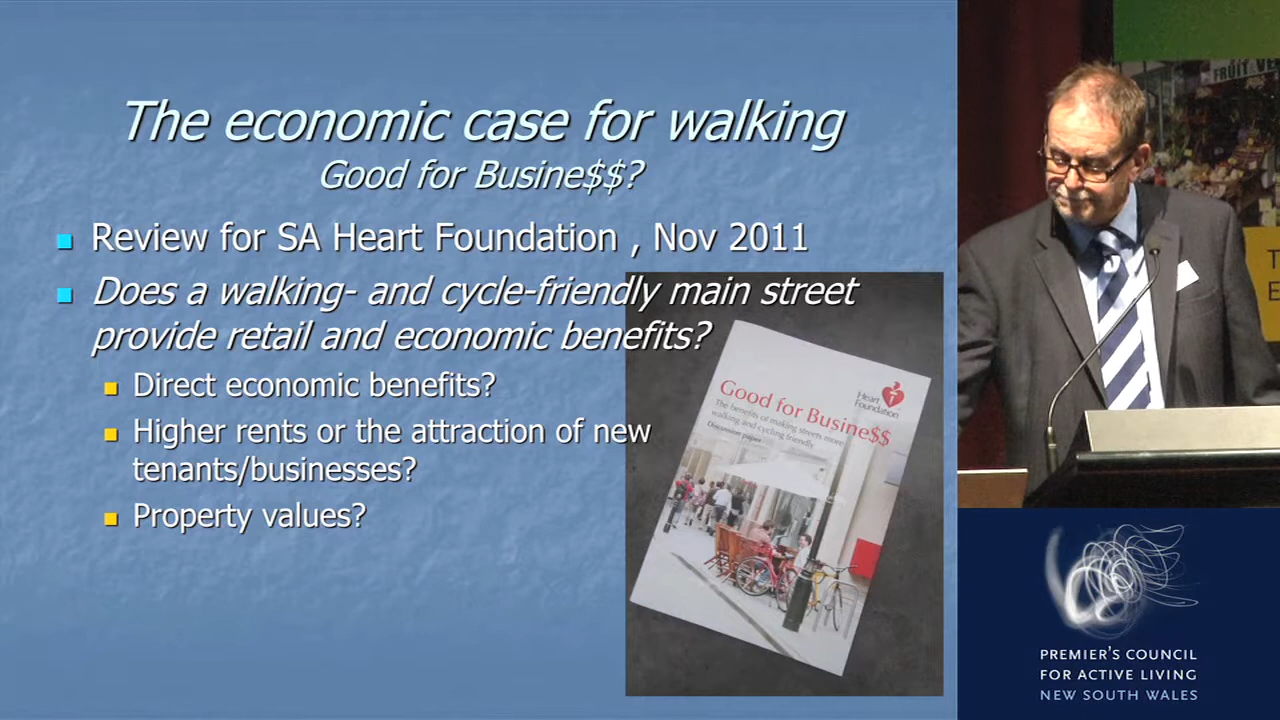 The economic case for walking
Good for Busine$$?
Review for SA Heart Foundation , Nov 2011
Does a walking- and cycle-friendly main street
provide retail and economic benefits?
Direct economic benefits?
Higher rents or the attraction of new
tenants/businesses?
Property values?
Heart
Foundation
Good for Busine$$
The benefits of making streets more
walking and cycling friendly
Discussion paper
FRUIT & VE
T
E
PREMIER'S COUNCIL
FOR ACTIVE LIVING
NEW SOUTH WALES